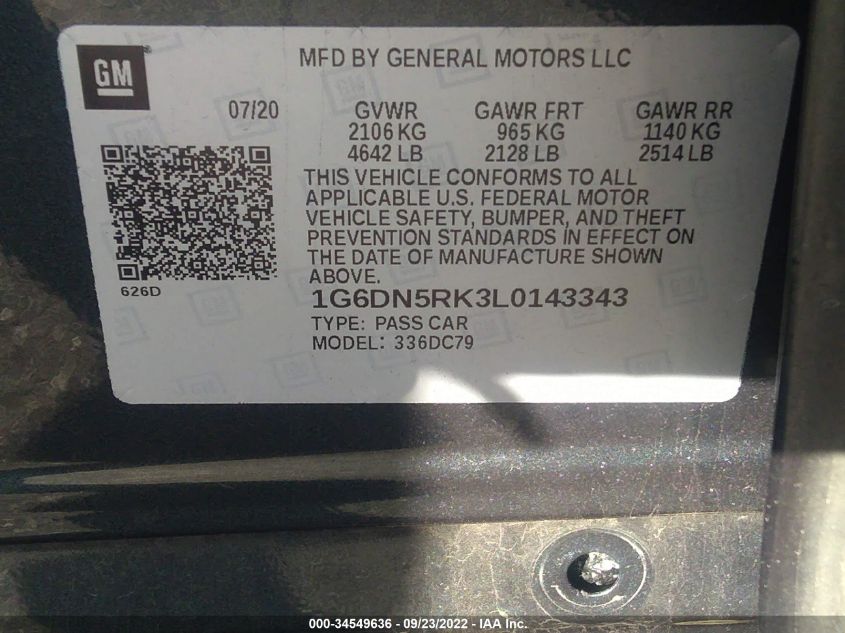 GM
MFD BY GENERAL MOTORS LLC
07/20 GVWR GAWR FRT GAWR RR
2106 KG 965 KG 1140 KG
4642 LB 2128 LB 2514 LB
THIS VEHICLE CONFORMS TO ALL
APPLICABLE U.S. FEDERAL MOTOR
VEHICLE SAFETY, BUMPER, AND THEFT
PREVENTION STANDARDS IN EFFECT ON
THE DATE OF MANUFACTURE SHOWN
ABOVE.
626D
1G6DN5RK3L0143343
TYPE: PASS CAR
MODEL: 336DC79
000-34549636 - 09/23/2022 - IAA Inc.